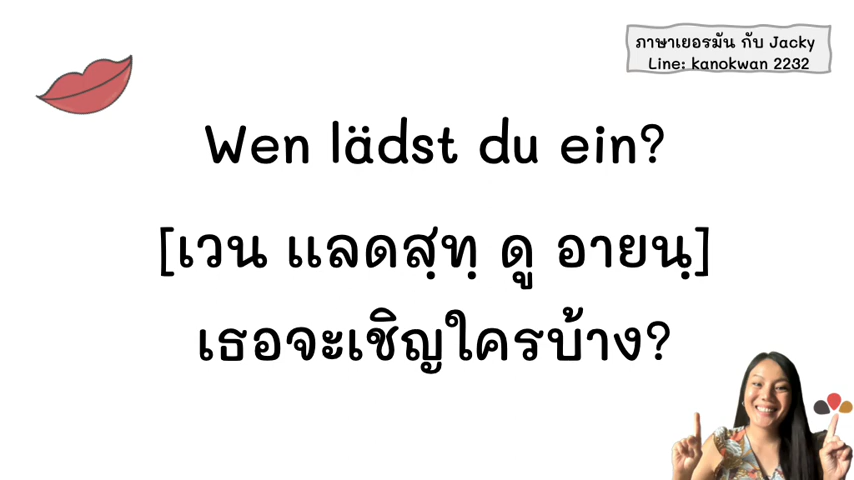 ภาษาเยอรมัน กับ Jacky
Line: kanokwan 2232
Wen lädst du ein?
[เวน แลดสฺทฺ ดู อายนฺ]
เธอจะเชิญใครบ้าง?